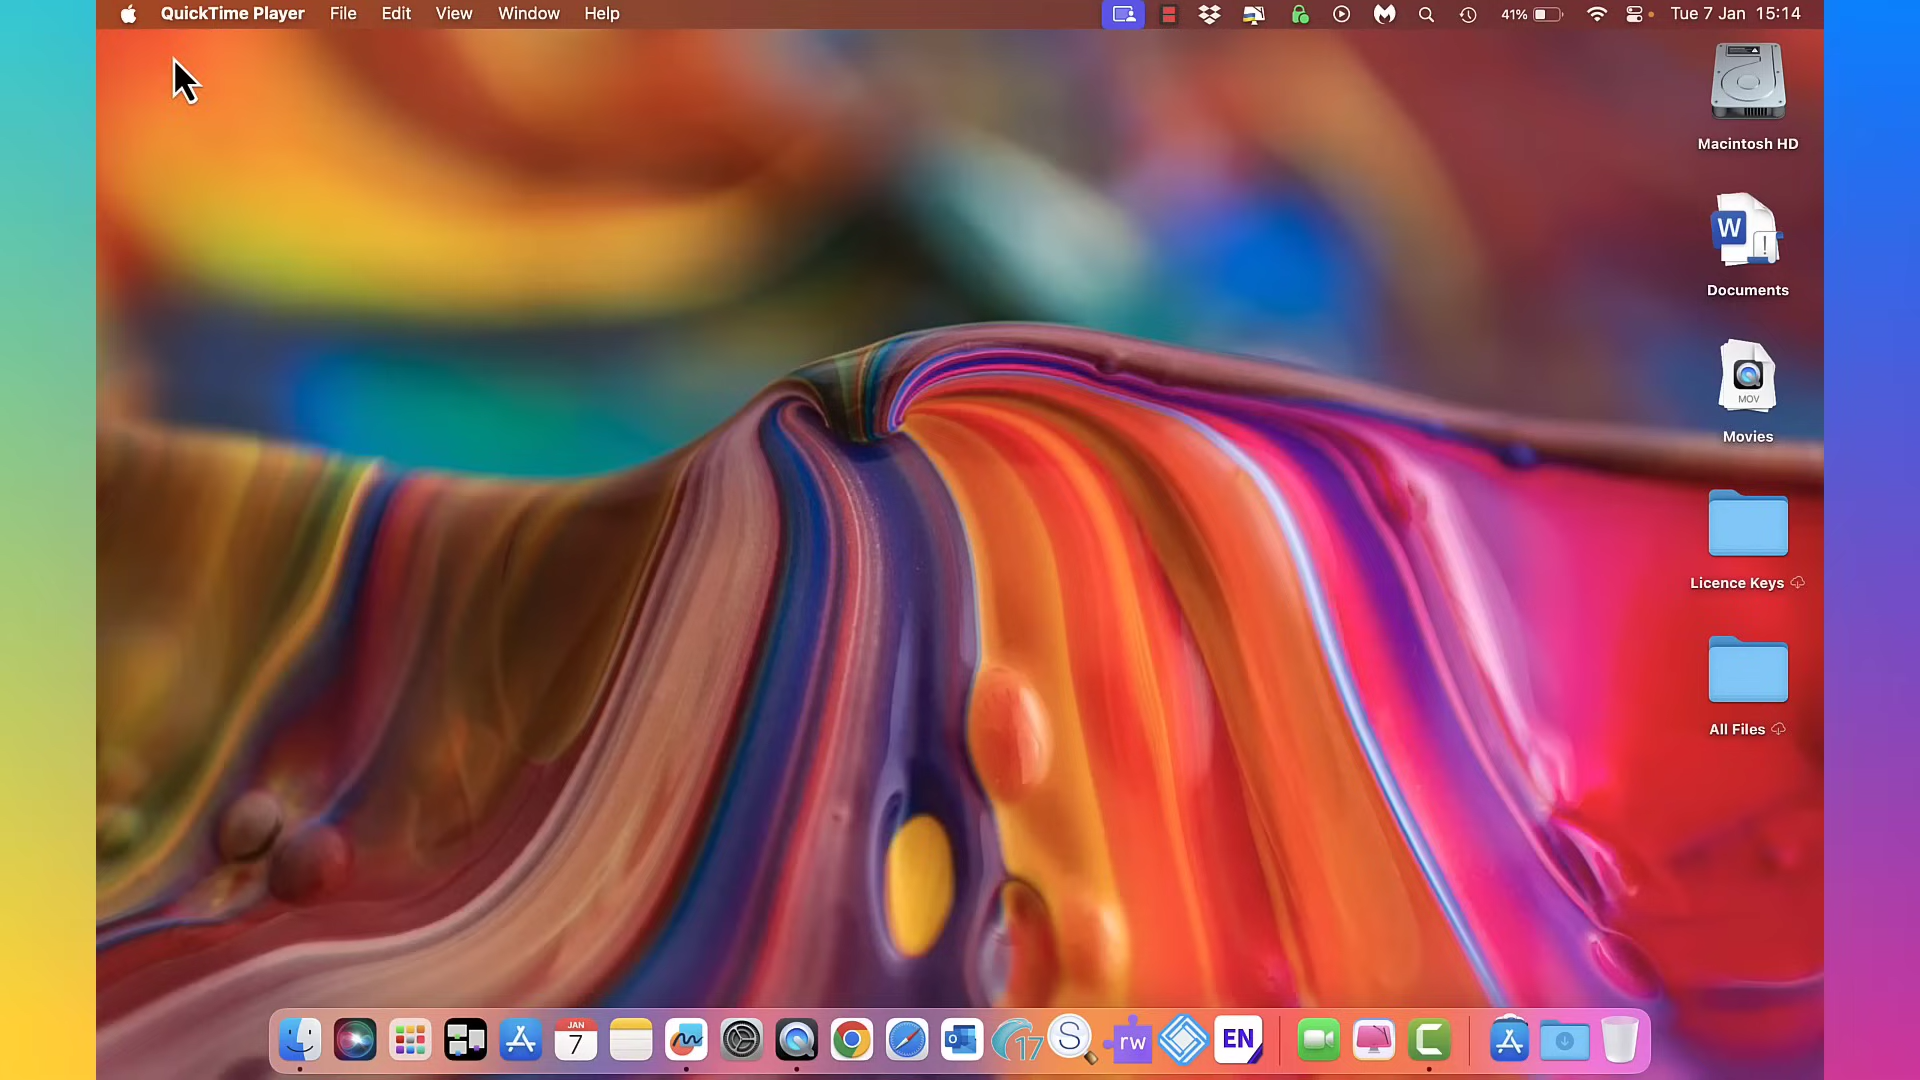 QuickTime Player File Edit View Window Help 41% Tue 7 Jan 15:14
Macintosh HD
W
Documents
MOV
Movies
Licence Keys
All Files
JAN
7
17
S
rw
EN